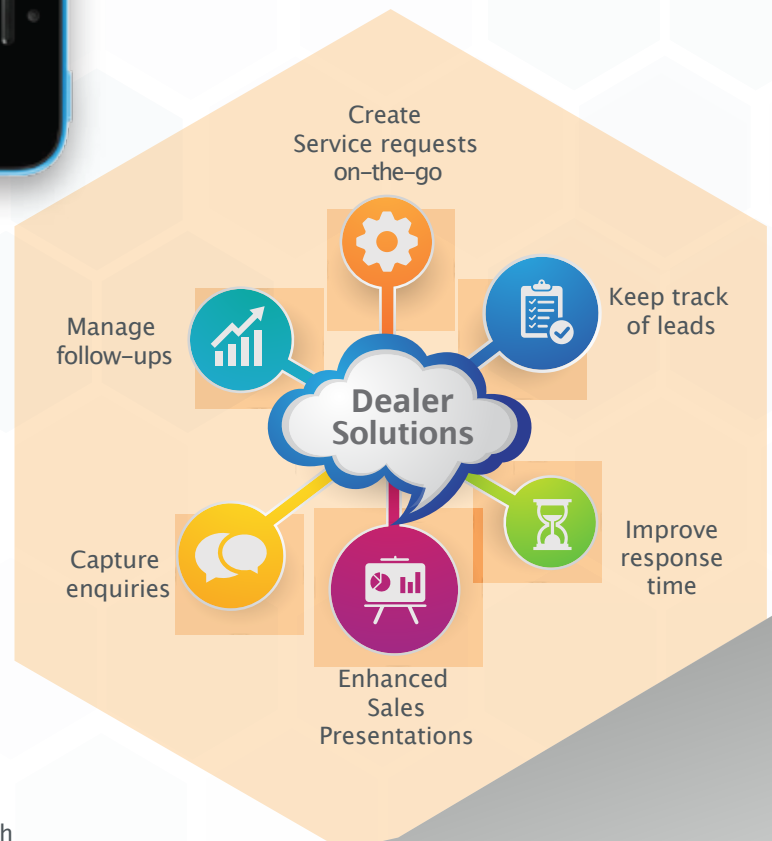 Create
Service requests
on-the-go
Keep track
of leads
Manage
follow-ups
Dealer
Solutions
Improve
response
time
Capture
enquiries
Enhanced
Sales
Presentations